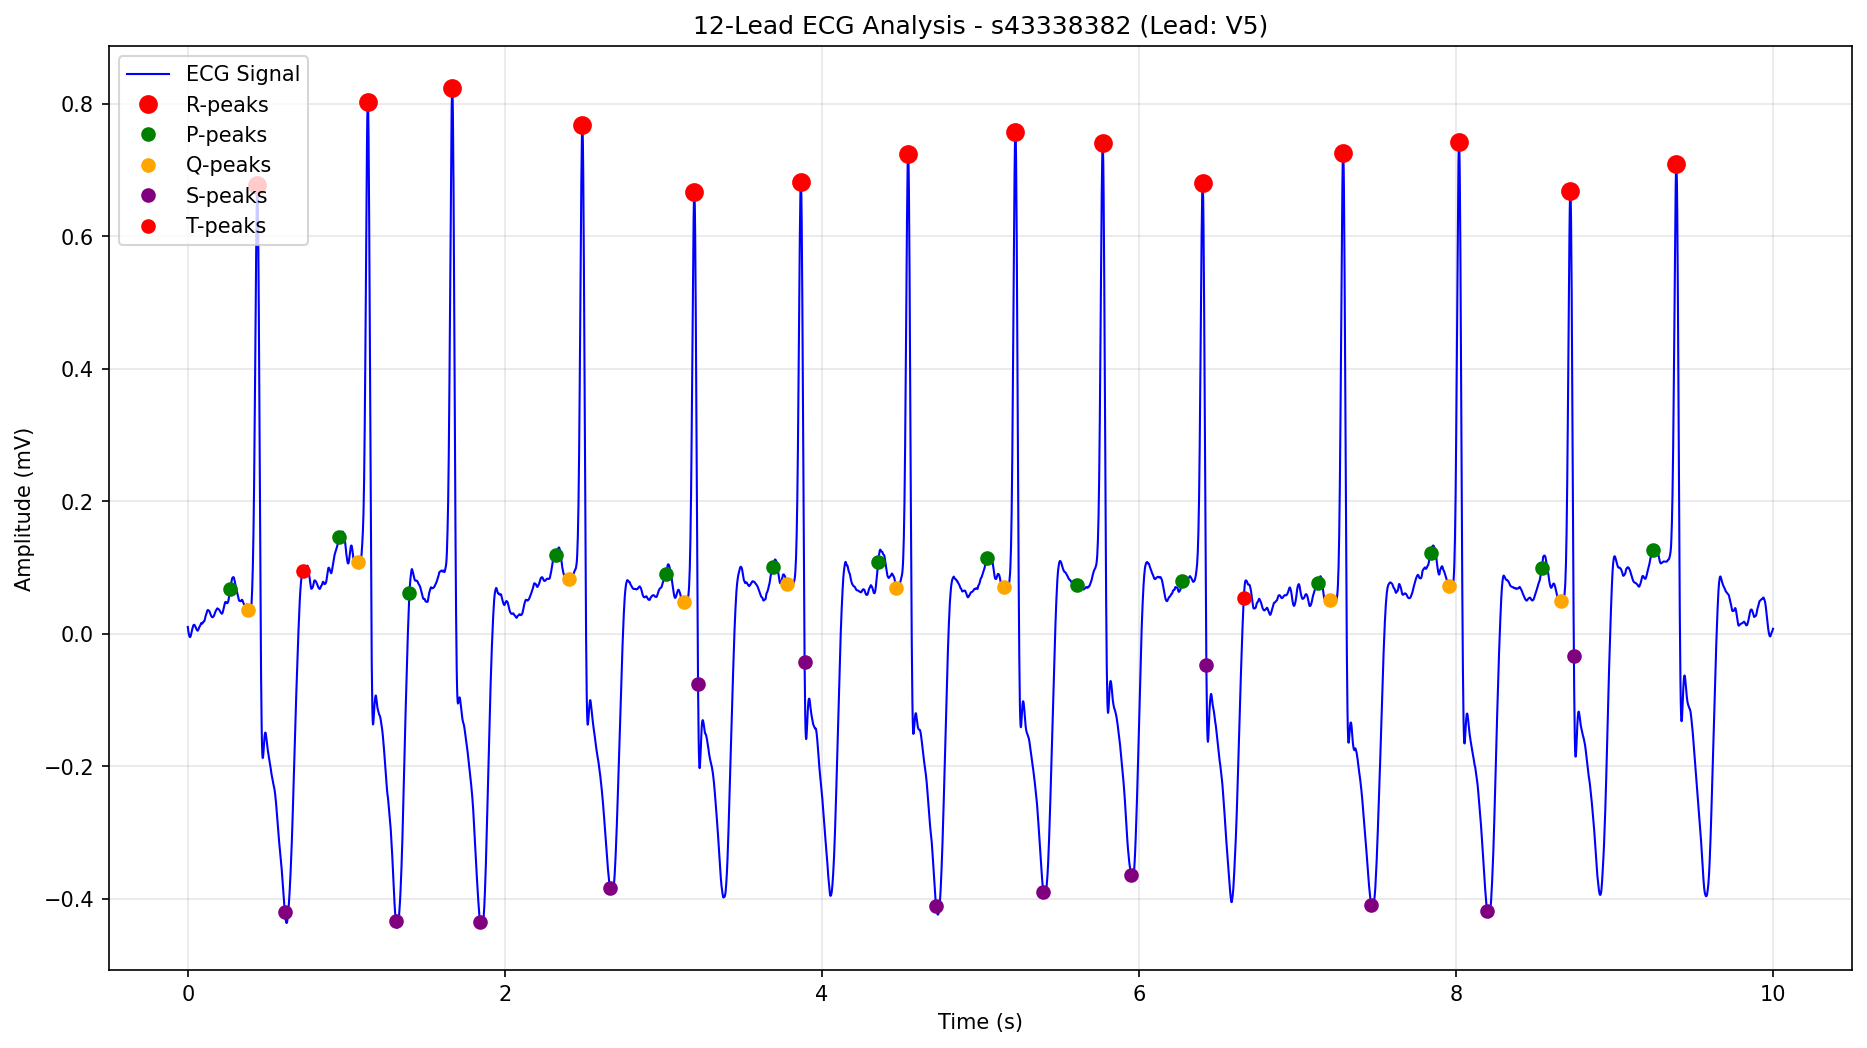 12-Lead ECG Analysis - s43338382 (Lead: V5)
ECG Signal
R-peaks
P-peaks
Q-peaks
S-peaks
T-peaks
Amplitude (mV)
0.8
0.6
0.4
0.2
0.0
−0.2
−0.4
0 2 4 6 8 10
Time (s)